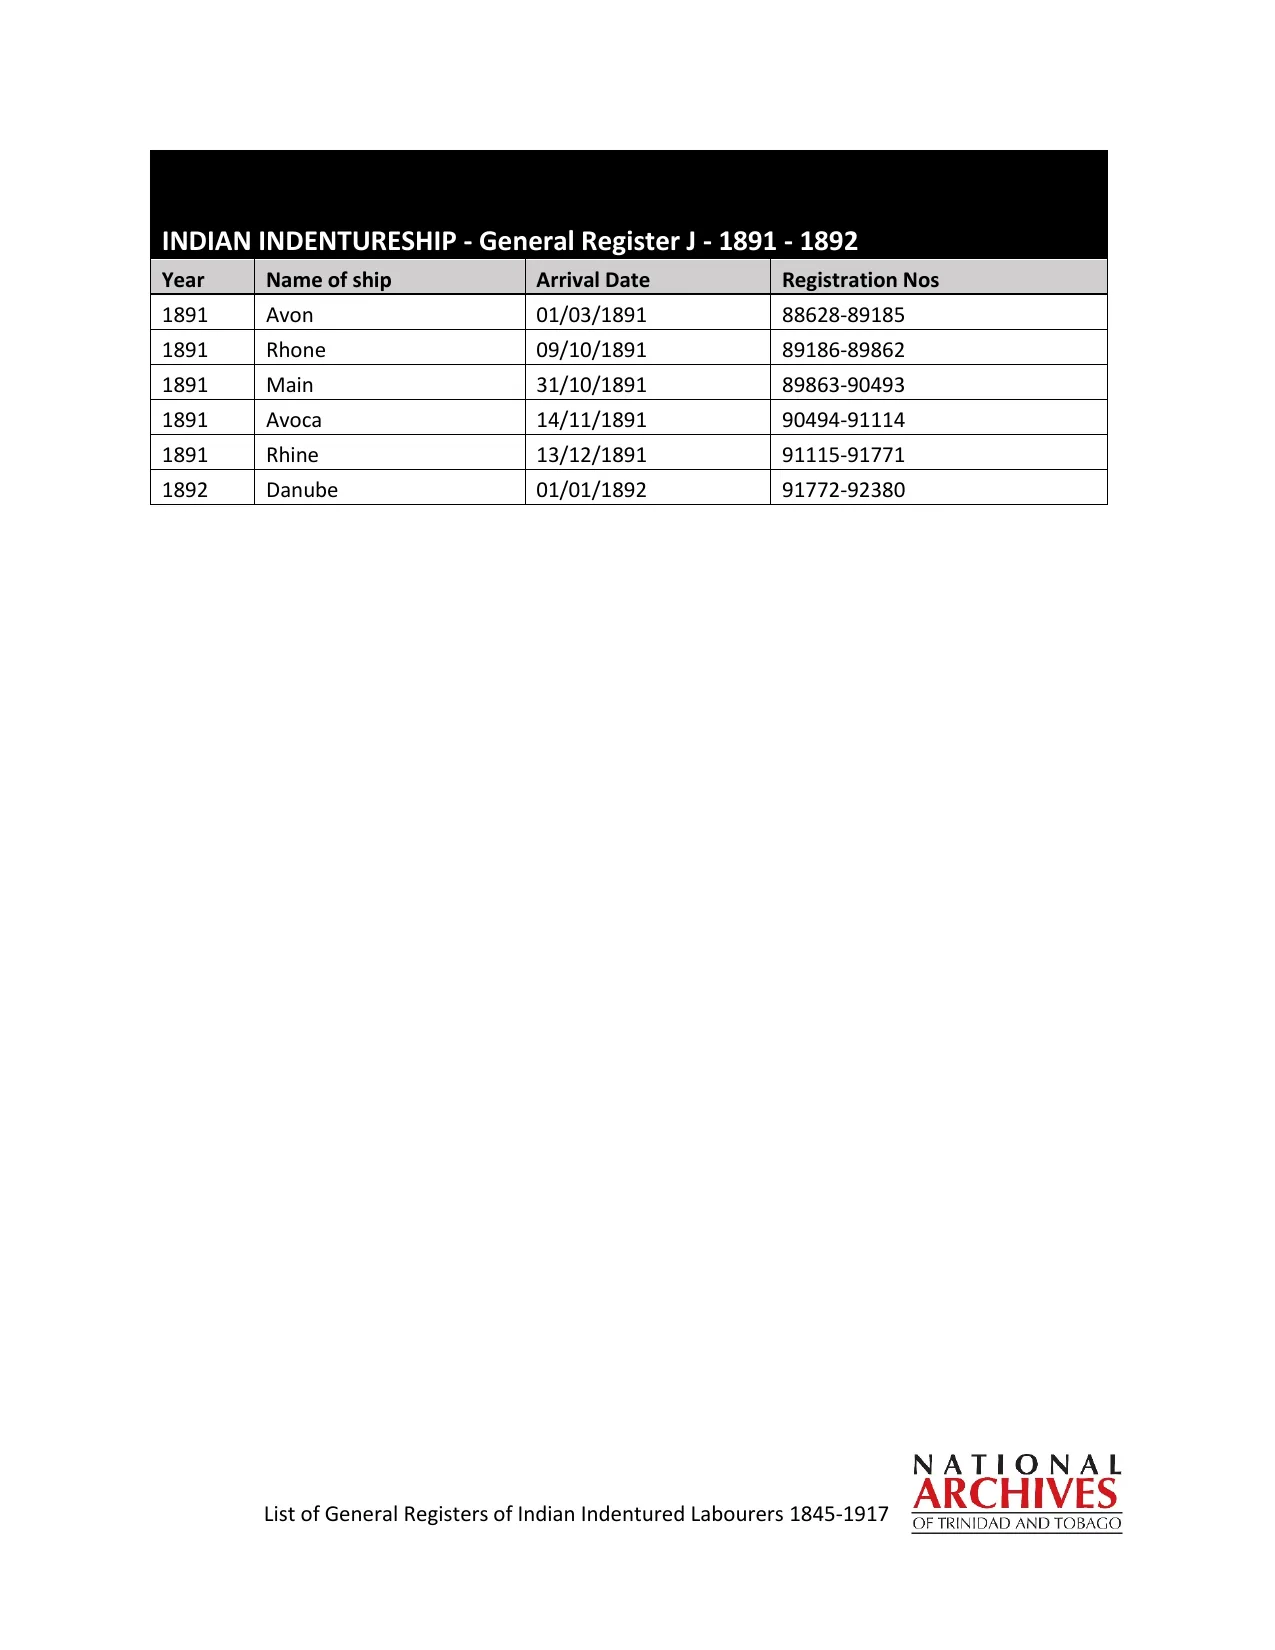 INDIAN INDENTURESHIP - General Register J - 1891 - 1892
Year Name of ship Arrival Date Registration Nos
1891 Avon 01/03/1891 88628-89185
1891 Rhone 09/10/1891 89186-89862
1891 Main 31/10/1891 89863-90493
1891 Avoca 14/11/1891 90494-91114
1891 Rhine 13/12/1891 91115-91771
1892 Danube 01/01/1892 91772-92380
List of General Registers of Indian Indentured Labourers 1845-1917
NATIONAL
ARCHIVES
OF TRINIDAD AND TOBAGO